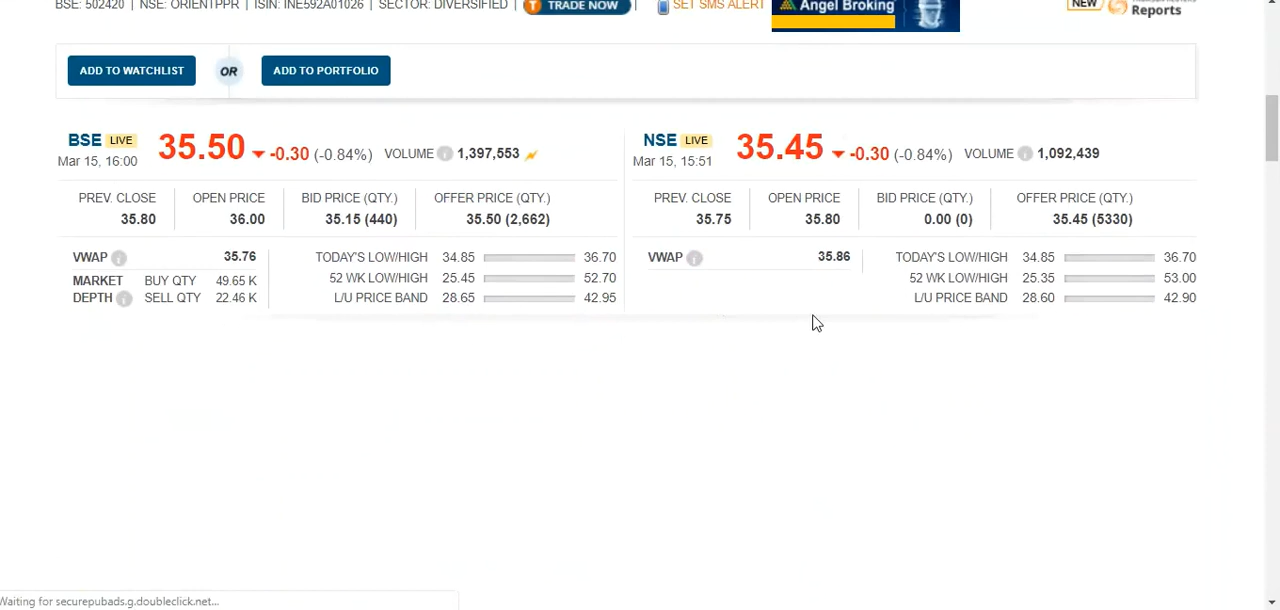 BSE: 502420 | NSE: ORIENTPPR | ISIN: INE592A01026 | SECTOR: DIVERSIFIED | T TRADE NOW | SET SMS ALERT
Angel Broking
NEW
Reports
ADD TO WATCHLIST OR ADD TO PORTFOLIO
BSE LIVE
Mar 15, 16:00
35.50 -0.30 (-0.84%) VOLUME i 1,397,553
PREV. CLOSE OPEN PRICE BID PRICE (QTY.) OFFER PRICE (QTY.)
35.80 36.00 35.15 (440) 35.50 (2,662)
VWAP i 35.76 TODAY'S LOW/HIGH 34.85 36.70
MARKET DEPTH i BUY QTY 49.65 K 52 WK LOW/HIGH 25.45 52.70
SELL QTY 22.46 K L/U PRICE BAND 28.65 42.95
NSE LIVE
Mar 15, 15:51
35.45 -0.30 (-0.84%) VOLUME i 1,092,439
PREV. CLOSE OPEN PRICE BID PRICE (QTY.) OFFER PRICE (QTY.)
35.75 35.80 0.00 (0) 35.45 (5330)
VWAP i 35.86 TODAY'S LOW/HIGH 34.85 36.70
52 WK LOW/HIGH 25.35 53.00
L/U PRICE BAND 28.60 42.90
Waiting for securepubads.g.doubleclick.net...